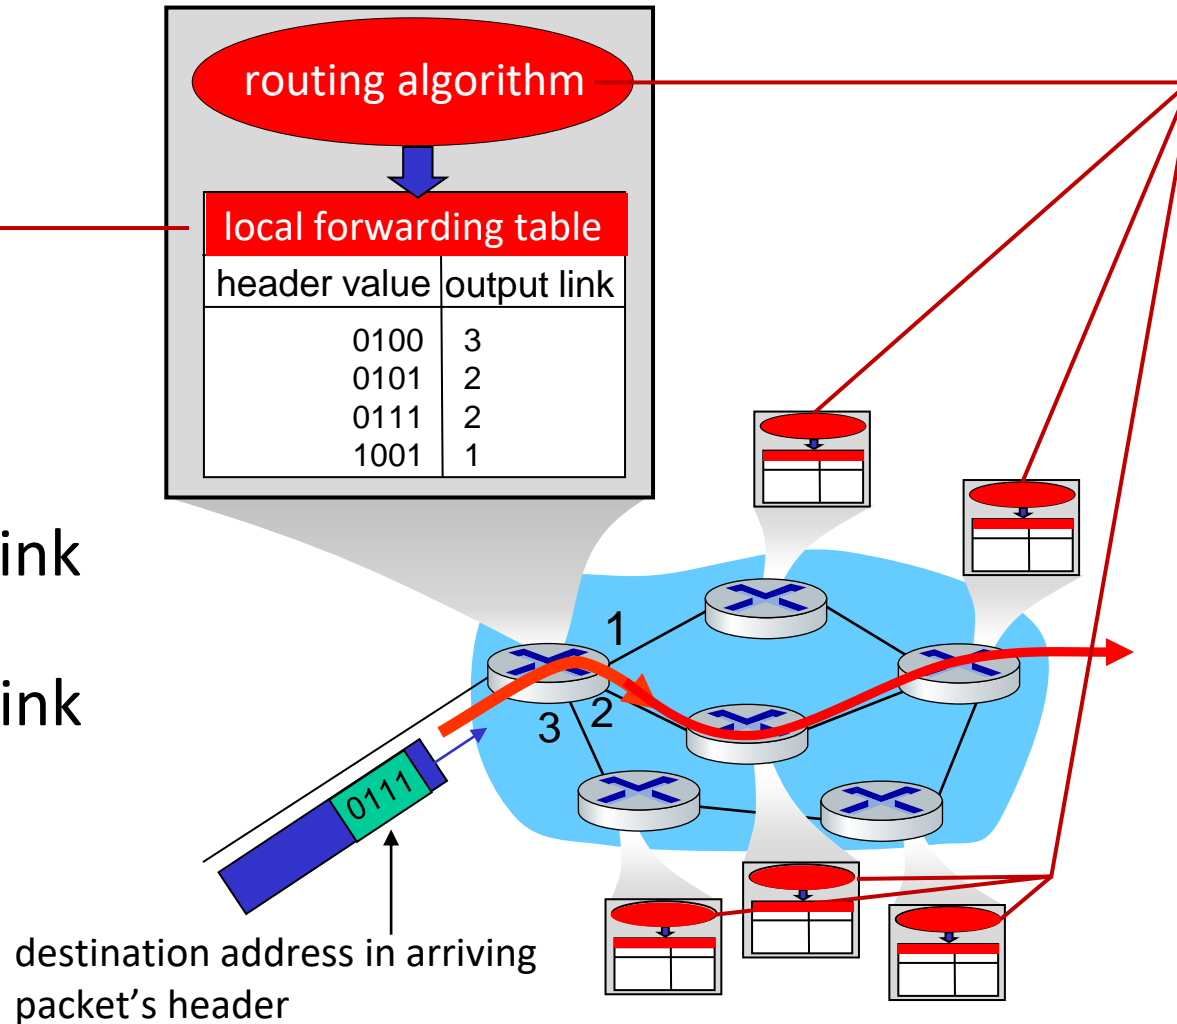 routing algorithm
local forwarding table
header value output link
0100 3
0101 2
0111 2
1001 1
ink
ink
1
2
3
0111
destination address in arriving
packet’s header